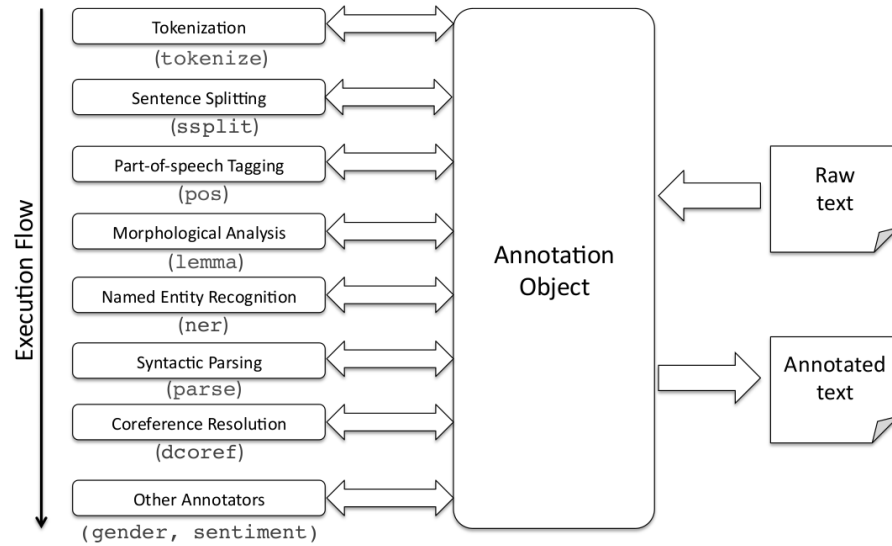 Execution Flow
Tokenization
(tokenize)
Sentence Splitting
(ssplit)
Part-of-speech Tagging
(pos)
Morphological Analysis
(lemma)
Named Entity Recognition
(ner)
Syntactic Parsing
(parse)
Coreference Resolution
(dcoref)
Other Annotators
(gender, sentiment)
Annotation
Object
Raw
text
Annotated
text